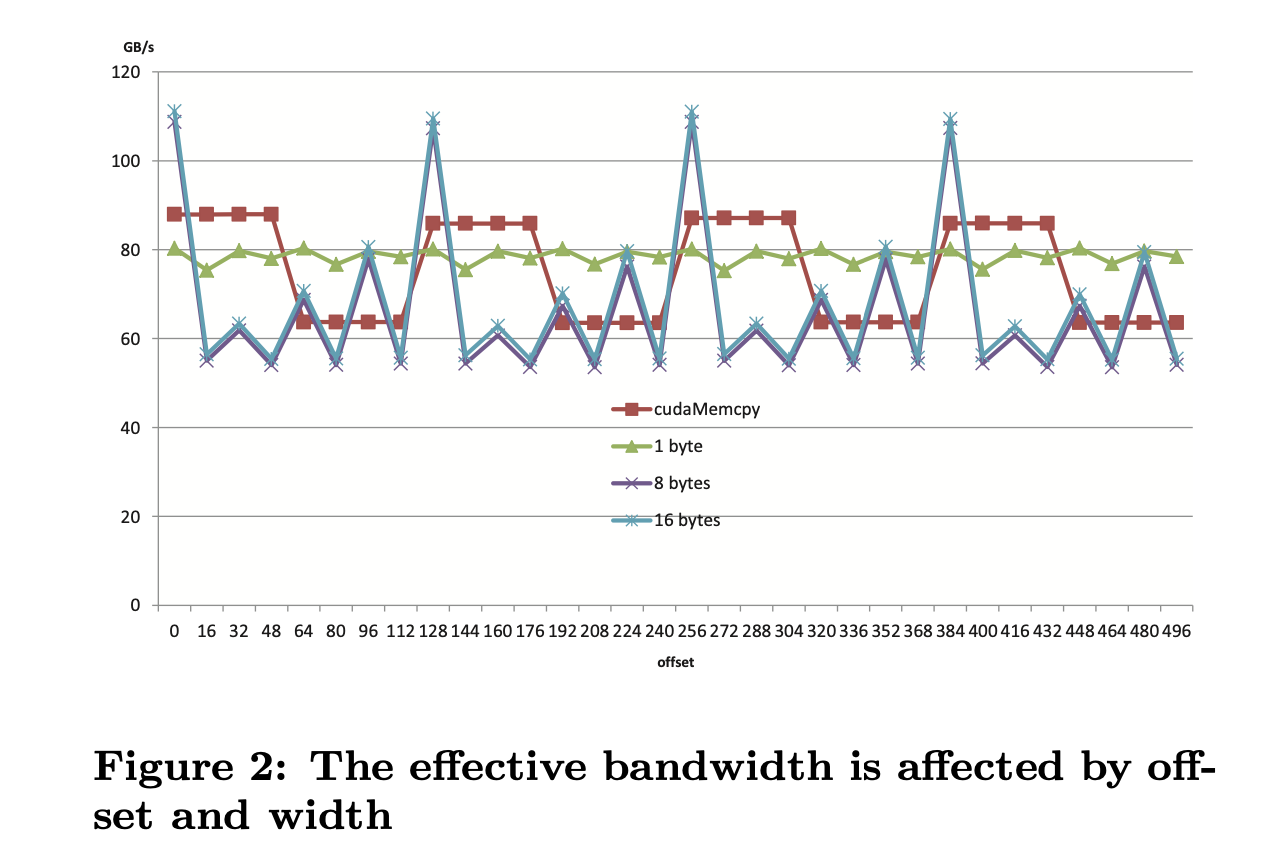 GB/s
120
100
80
60
40
20
0
cudaMemcpy
1 byte
8 bytes
16 bytes
0 16 32 48 64 80 96 112 128 144 160 176 192 208 224 240 256 272 288 304 320 336 352 368 384 400 416 432 448 464 480 496
offset
Figure 2: The effective bandwidth is affected by off-
set and width